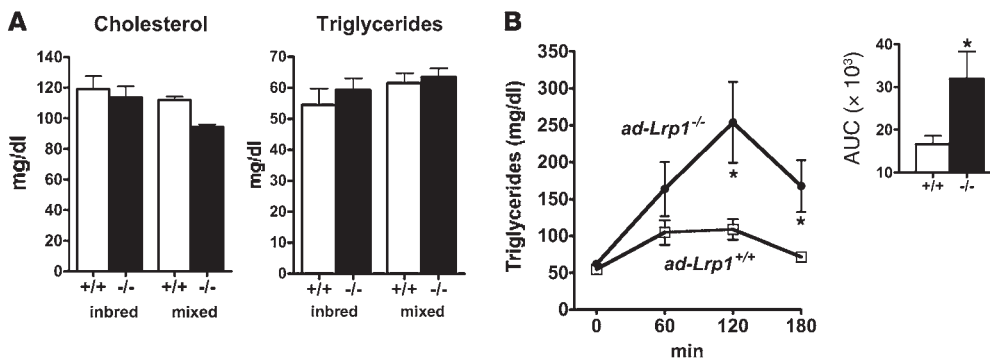 A
Cholesterol
mg/dl
140
120
100
80
60
40
20
0
+/+ -/- +/+ -/-
inbred mixed
Triglycerides
mg/dl
70
60
50
40
30
20
10
0
+/+ -/- +/+ -/-
inbred mixed
B
Triglycerides (mg/dl)
350
300
250
200
150
100
50
0
ad-Lrp1-/-
*
*
ad-Lrp1+/+
0 60 120 180
min
AUC (× 10³)
40
30
20
10
*
+/+ -/-